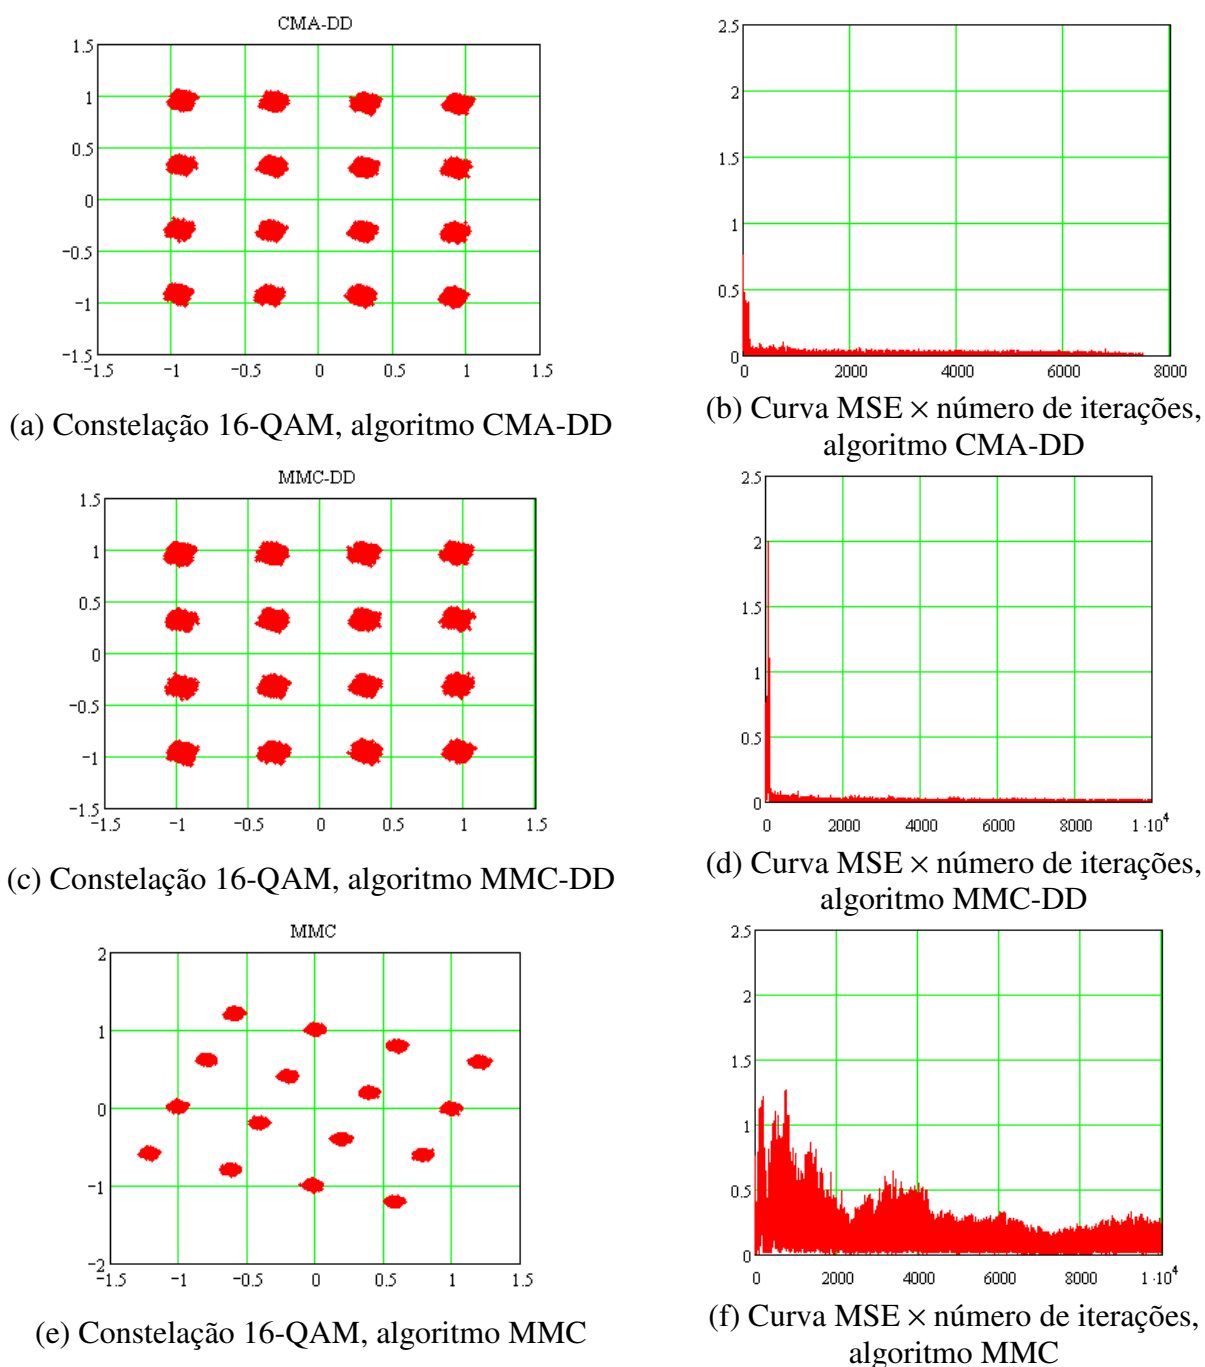 CMA-DD
1.5
1
0.5
0
−0.5
−1
−1.5
−1.5 −1 −0.5 0 0.5 1 1.5
(a) Constelação 16-QAM, algoritmo CMA-DD
2.5
2
1.5
1
0.5
0
0 2000 4000 6000 8000
(b) Curva MSE × número de iterações,
algoritmo CMA-DD
MMC-DD
1.5
1
0.5
0
−0.5
−1
−1.5
−1.5 −1 −0.5 0 0.5 1 1.5
(c) Constelação 16-QAM, algoritmo MMC-DD
2.5
2
1.5
1
0.5
0
0 2000 4000 6000 8000 1·10⁴
(d) Curva MSE × número de iterações,
algoritmo MMC-DD
MMC
2
1
0
−1
−2
−1.5 −1 −0.5 0 0.5 1 1.5
(e) Constelação 16-QAM, algoritmo MMC
2.5
2
1.5
1
0.5
0
0 2000 4000 6000 8000 1·10⁴
(f) Curva MSE × número de iterações,
algoritmo MMC